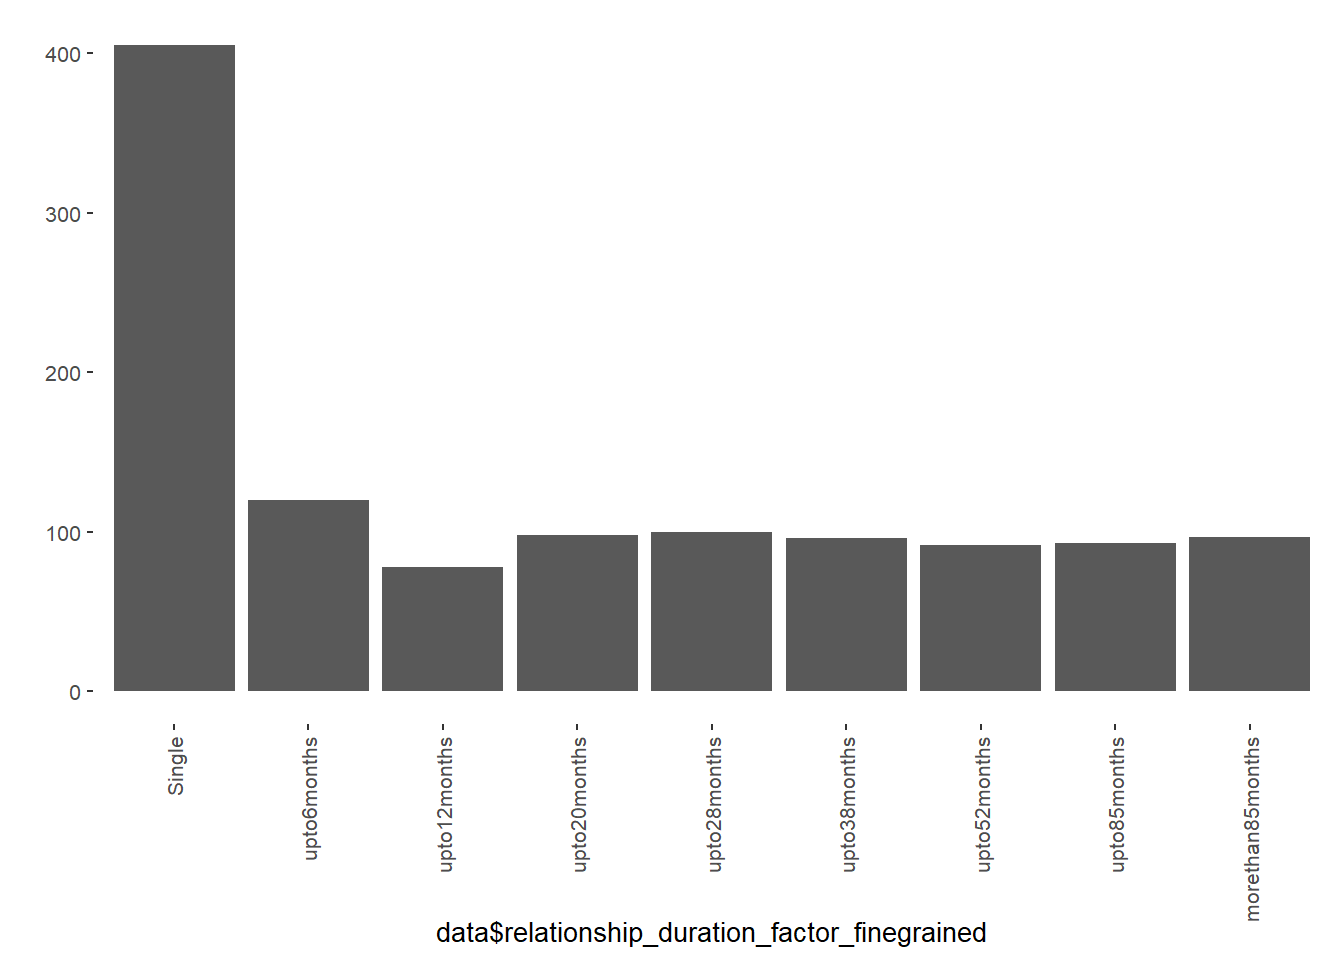 400
300
200
100
0
Single
upto6months
upto12months
upto20months
upto28months
upto38months
upto52months
upto85months
morethan85months
data$relationship_duration_factor_finegrained